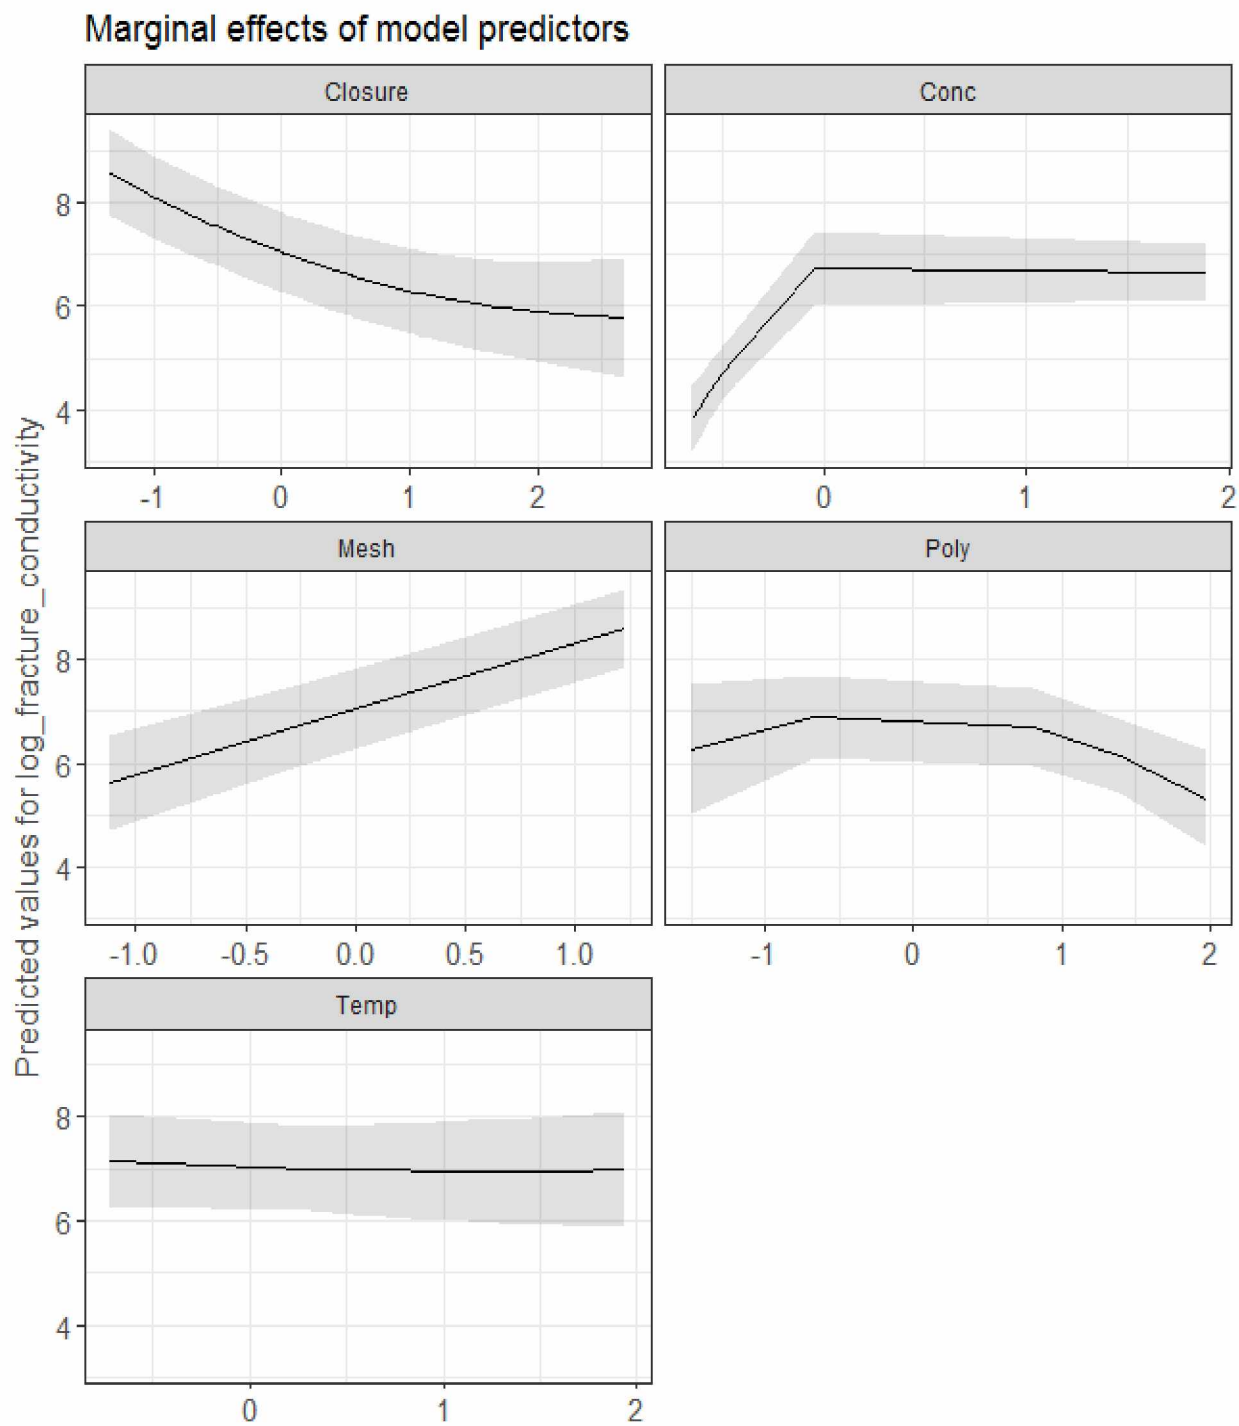 Marginal effects of model predictors
Closure
Conc
8
6
4
-1 0 1 2
0 1 2
Mesh
Poly
8
6
4
-1.0 -0.5 0.0 0.5 1.0
-1 0 1 2
Temp
8
6
4
0 1 2
Predicted values for log_fracture_conductivity